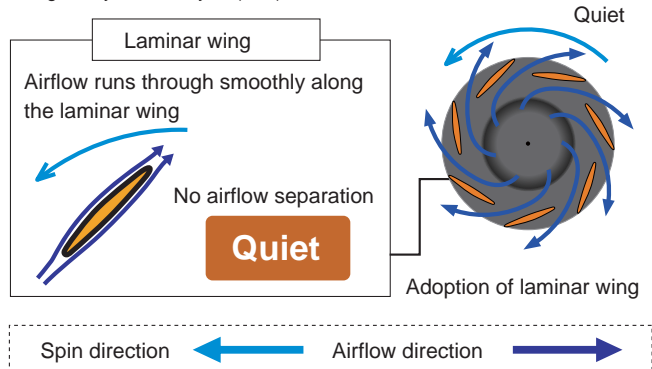 Quiet
Laminar wing
Airflow runs through smoothly along
the laminar wing
No airflow separation
Quiet
Adoption of laminar wing
Spin direction
Airflow direction